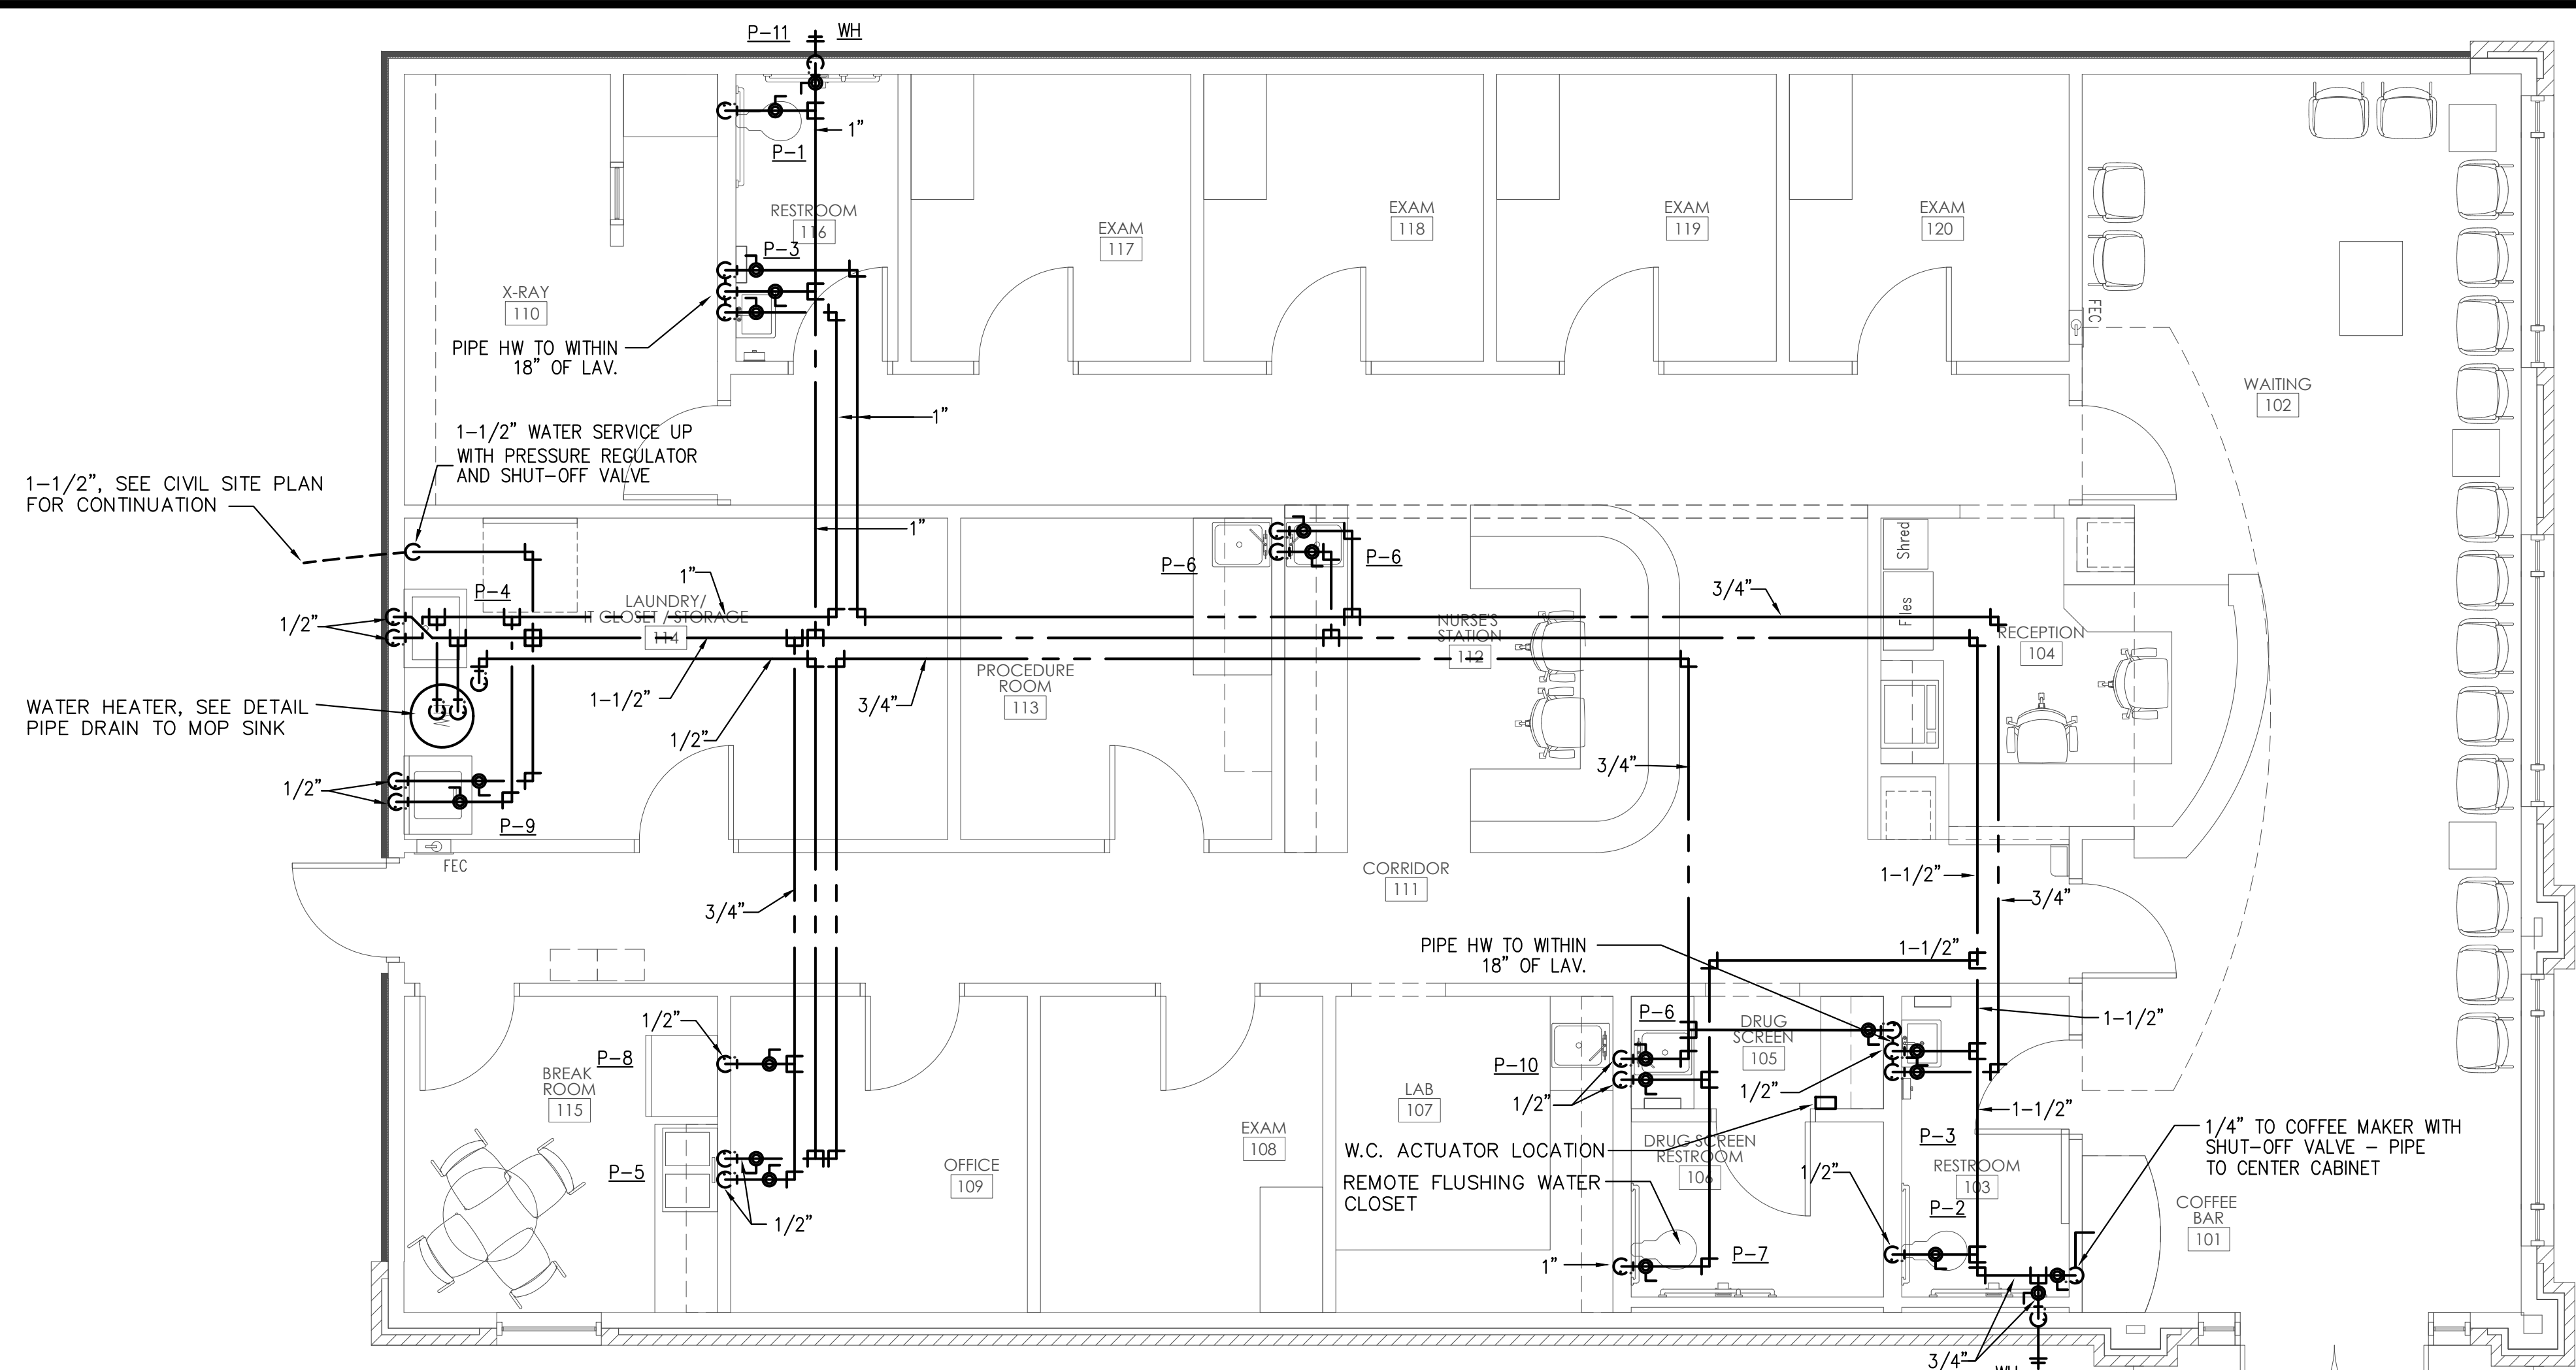 P-11
WH
1"
P-1
RESTROOM
116
P-3
EXAM
117
EXAM
118
EXAM
119
EXAM
120
X-RAY
110
FEC
PIPE HW TO WITHIN
18" OF LAV.
WAITING
102
1"
1-1/2" WATER SERVICE UP
WITH PRESSURE REGULATOR
AND SHUT-OFF VALVE
1-1/2", SEE CIVIL SITE PLAN
FOR CONTINUATION
1"
Shred
P-6
P-6
P-4
1"
3/4"
LAUNDRY/
IT CLOSET / STORAGE
114
1/2"
Files
NURSE'S
STATION
112
RECEPTION
104
PROCEDURE
ROOM
113
1-1/2"
3/4"
WATER HEATER, SEE DETAIL
PIPE DRAIN TO MOP SINK
1/2"
3/4"
1/2"
P-9
FEC
CORRIDOR
111
1-1/2"
3/4"
3/4"
PIPE HW TO WITHIN
18" OF LAV.
1-1/2"
1/2"
P-6
1-1/2"
DRUG
SCREEN
105
P-8
P-10
BREAK
ROOM
115
LAB
107
1/2"
1/2"
1-1/2"
EXAM
108
W.C. ACTUATOR LOCATION
DRUG SCREEN
RESTROOM
106
P-3
1/4" TO COFFEE MAKER WITH
SHUT-OFF VALVE - PIPE
TO CENTER CABINET
OFFICE
109
P-5
REMOTE FLUSHING WATER
CLOSET
1/2"
RESTROOM
103
P-2
COFFEE
BAR
101
1/2"
P-7
1"
3/4"
WH